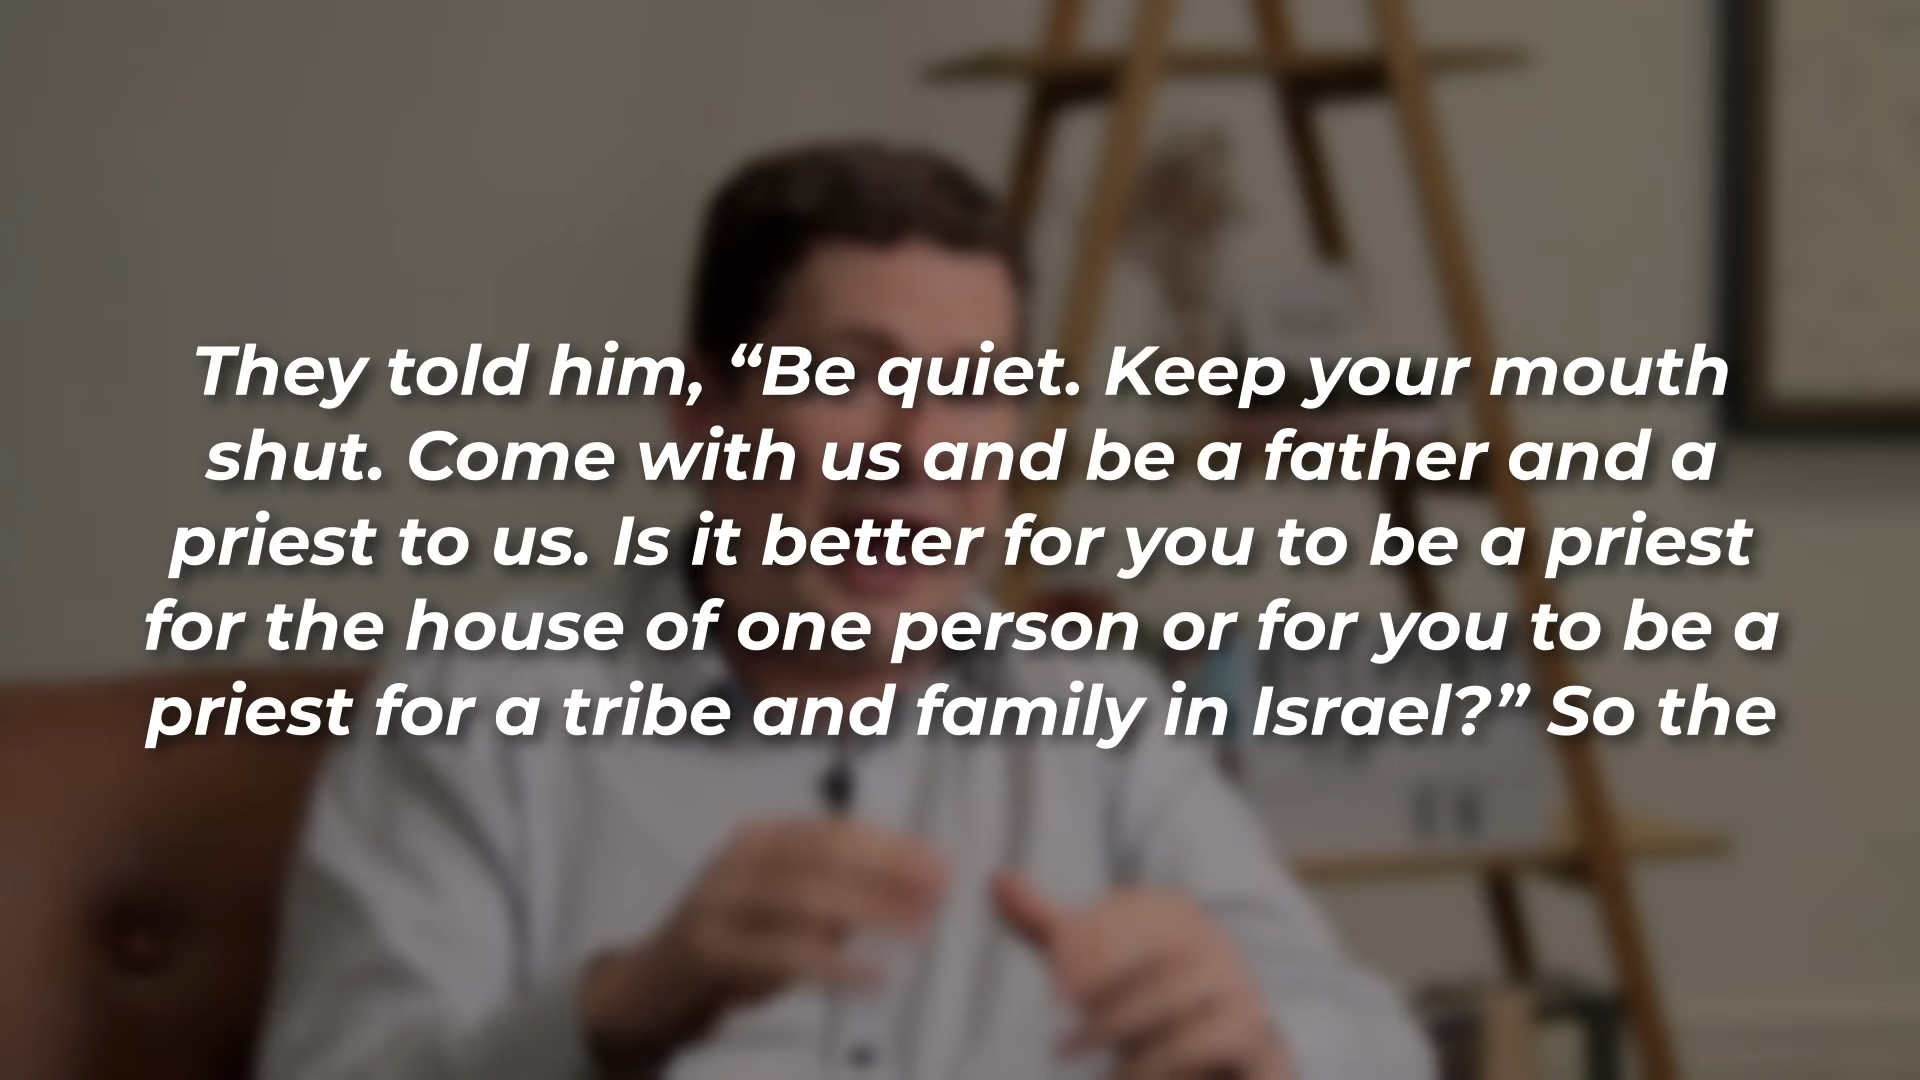 They told him, “Be quiet. Keep your mouth
shut. Come with us and be a father and a
priest to us. Is it better for you to be a priest
for the house of one person or for you to be a
priest for a tribe and family in Israel?” So the